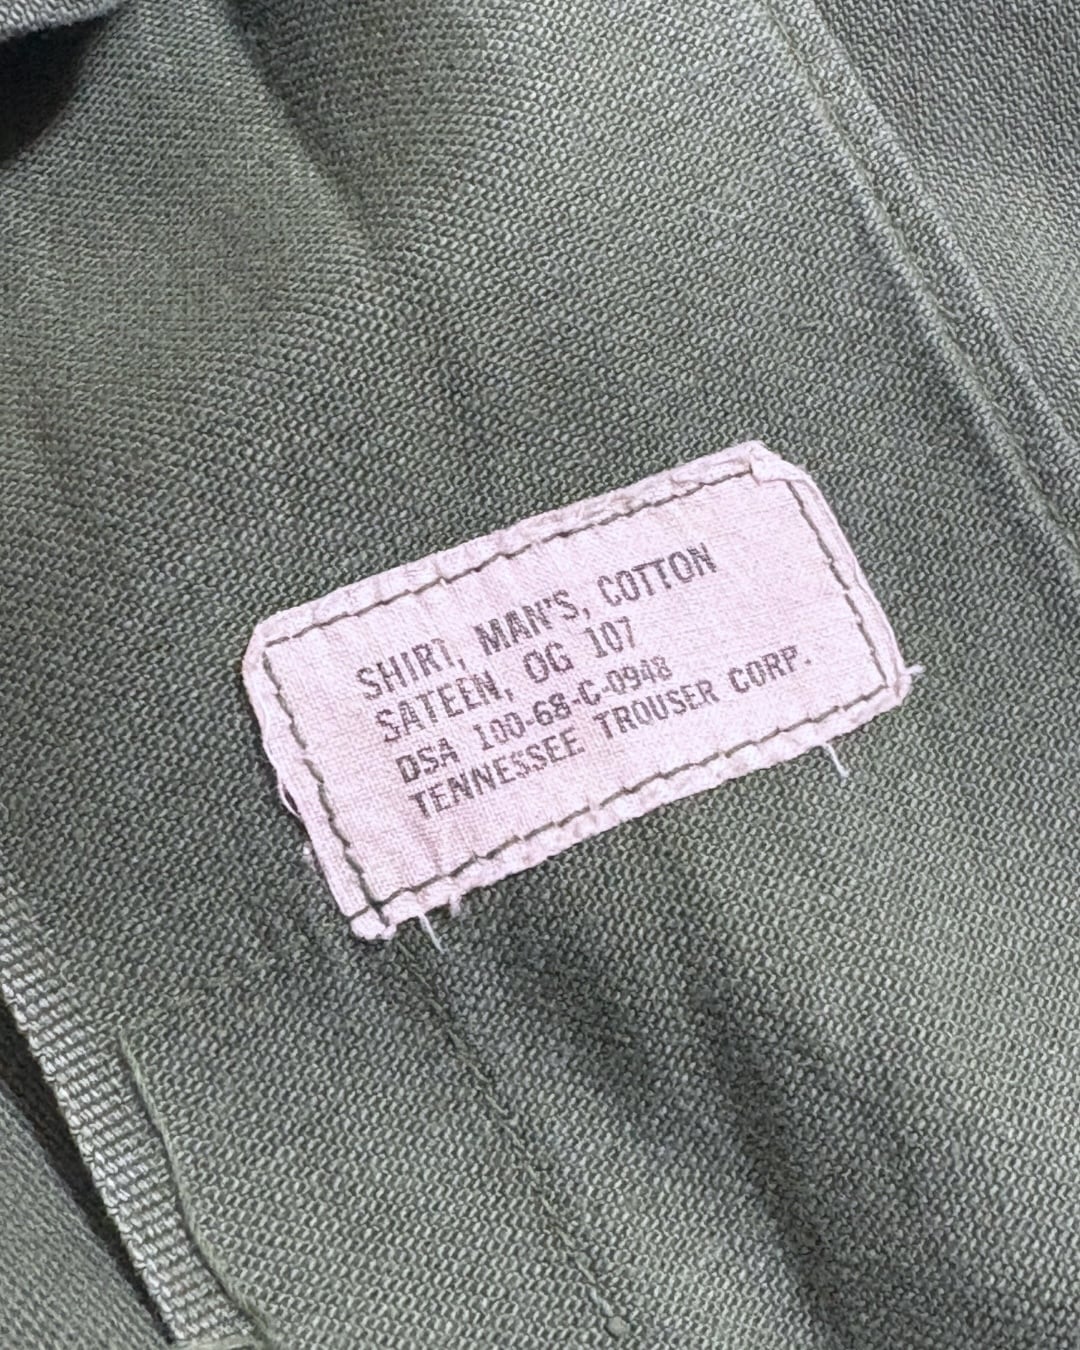 SHIRT, MAN'S, COTTON
SATEEN, OG 107
DSA 100-68-C-0948
TENNESSEE TROUSER CORP.